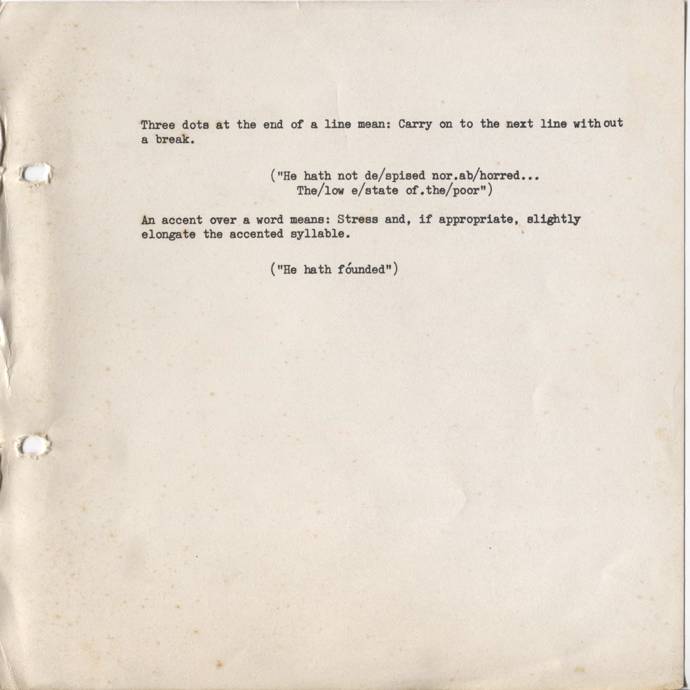 Three dots at the end of a line mean: Carry on to the next line without
a break.
("He hath not de/spised nor.ab/horred...
The/low e/state of.the/poor")
An accent over a word means: Stress and, if appropriate, slightly
elongate the accented syllable.
("He hath fóunded")